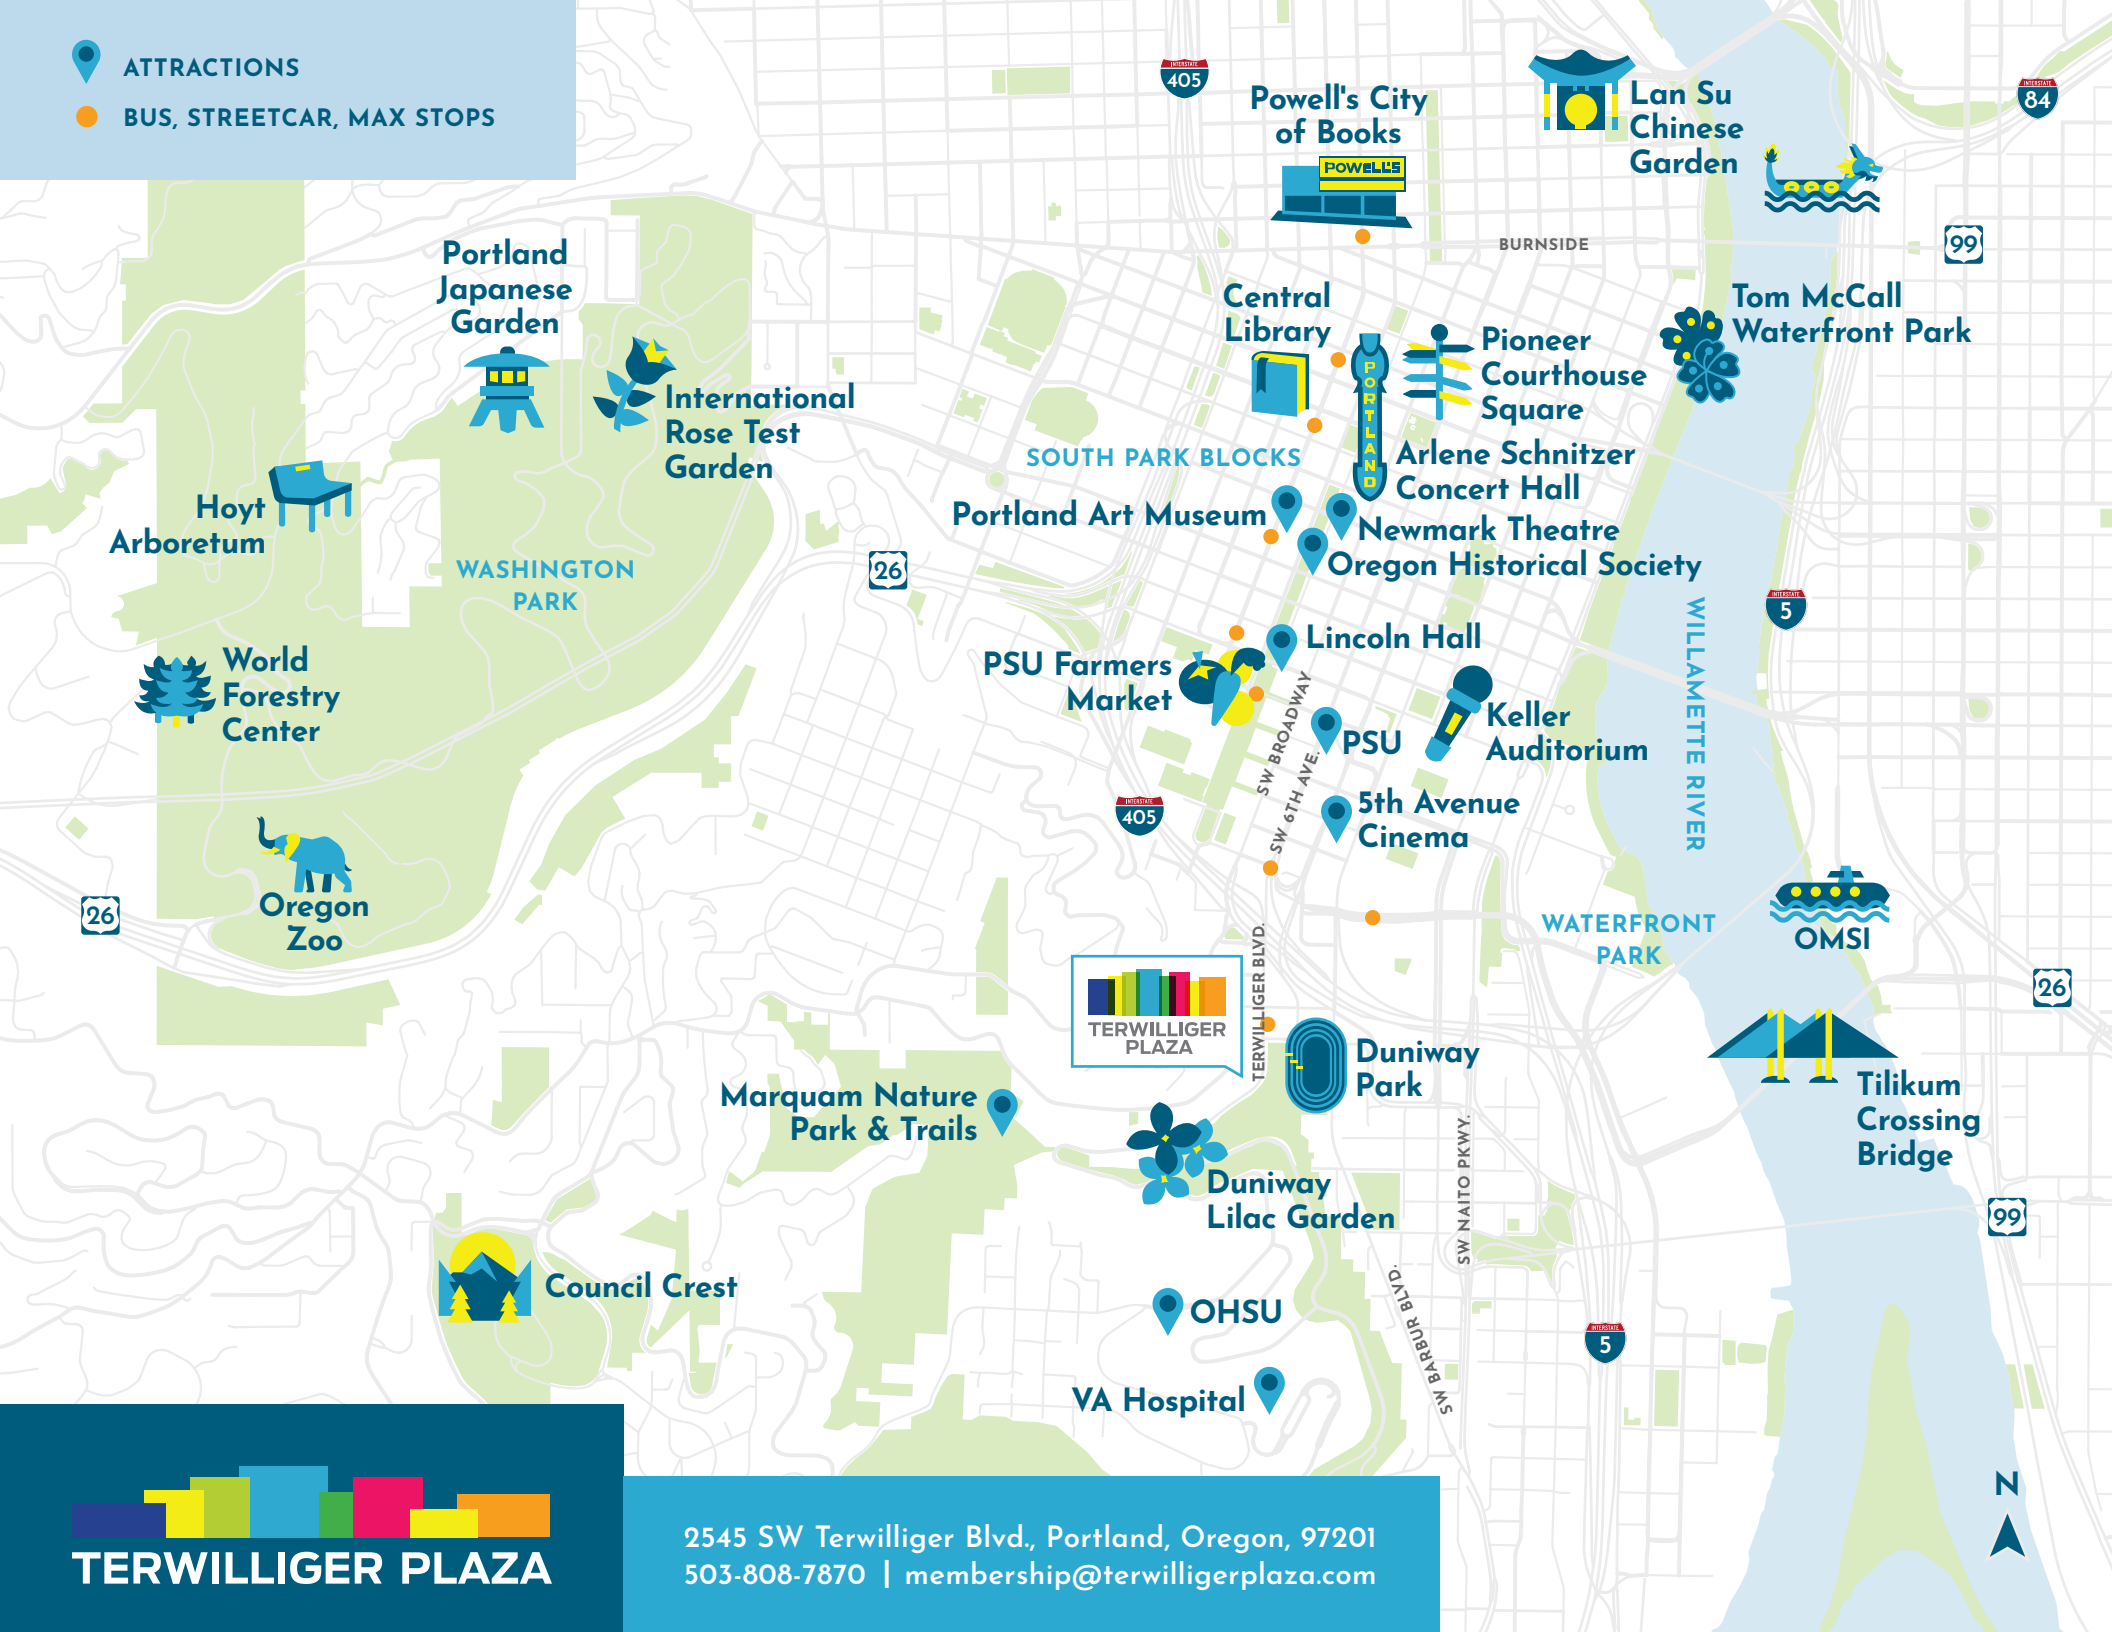 ATTRACTIONS
BUS, STREETCAR, MAX STOPS
INTERSTATE
405
Powell's City
of Books
POWELL'S
Lan Su
Chinese
Garden
INTERSTATE
84
BURNSIDE
99
Portland
Japanese
Garden
International
Rose Test
Garden
Central
Library
PORTLAND
Pioneer
Courthouse
Square
Tom McCall
Waterfront Park
SOUTH PARK BLOCKS
Arlene Schnitzer
Concert Hall
Hoyt
Arboretum
Portland Art Museum
Newmark Theatre
Oregon Historical Society
WASHINGTON
PARK
26
INTERSTATE
5
WILLAMETTE RIVER
World
Forestry
Center
PSU Farmers
Market
Lincoln Hall
SW BROADWAY
SW 6TH AVE.
PSU
Keller
Auditorium
INTERSTATE
405
5th Avenue
Cinema
Oregon
Zoo
26
WATERFRONT
PARK
OMSI
26
TERWILLIGER BLVD.
TERWILLIGER
PLAZA
Duniway
Park
Tilikum
Crossing
Bridge
Marquam Nature
Park & Trails
Duniway
Lilac Garden
SW NAITO PKWY.
99
Council Crest
OHSU
SW BARBUR BLVD.
INTERSTATE
5
VA Hospital
N
TERWILLIGER PLAZA
2545 SW Terwilliger Blvd., Portland, Oregon, 97201
503-808-7870 | membership@terwilligerplaza.com